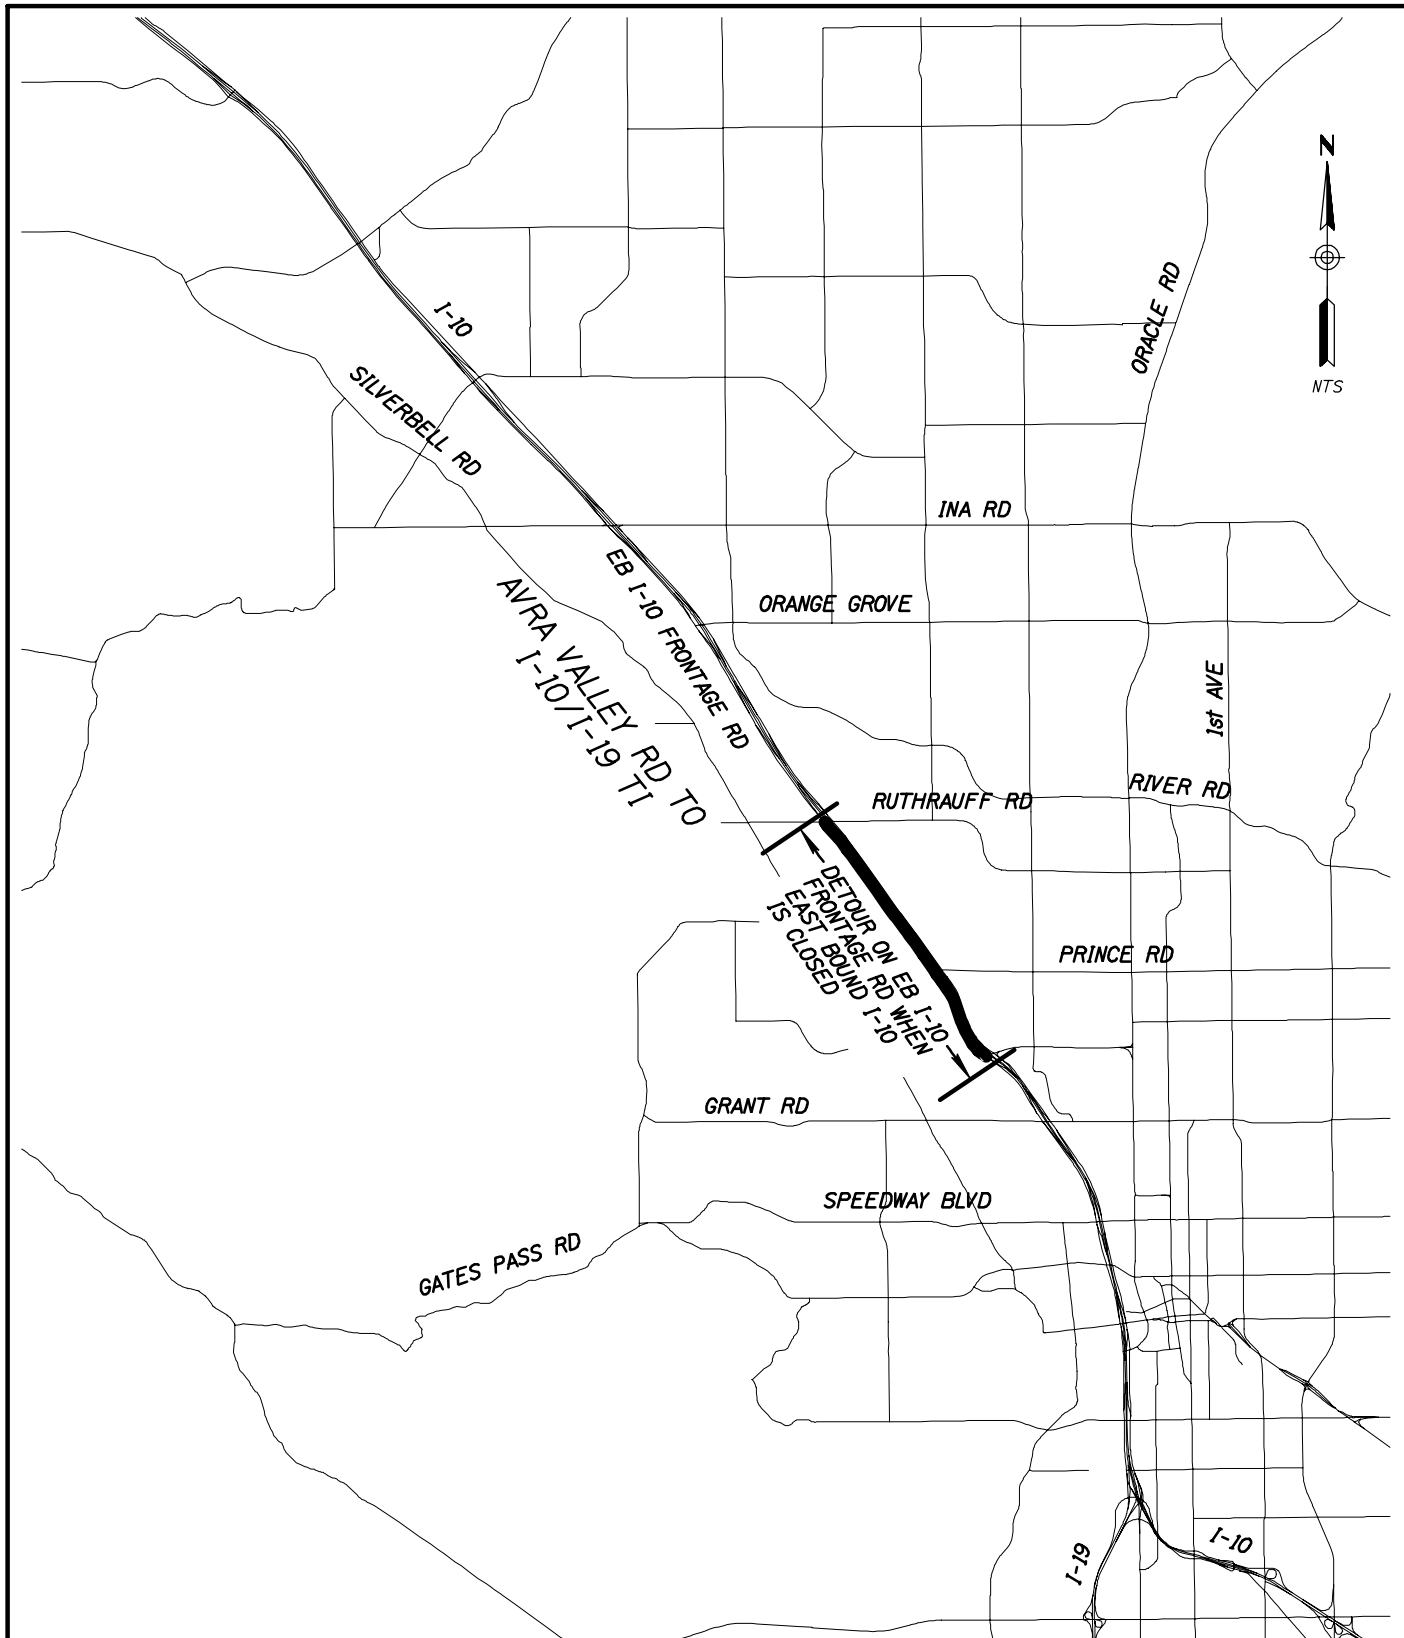 N
NTS
I-10
ORACLE RD
SILVERBELL RD
INA RD
EB I-10 FRONTAGE RD
ORANGE GROVE
AVRA VALLEY RD TO
I-10/I-19 TI
1st AVE
RIVER RD
RUTHRAUFF RD
DETOUR ON EB I-10
FRONTAGE RD WHEN
EAST BOUND I-10
IS CLOSED
PRINCE RD
GRANT RD
SPEEDWAY BLVD
GATES PASS RD
I-19
I-10